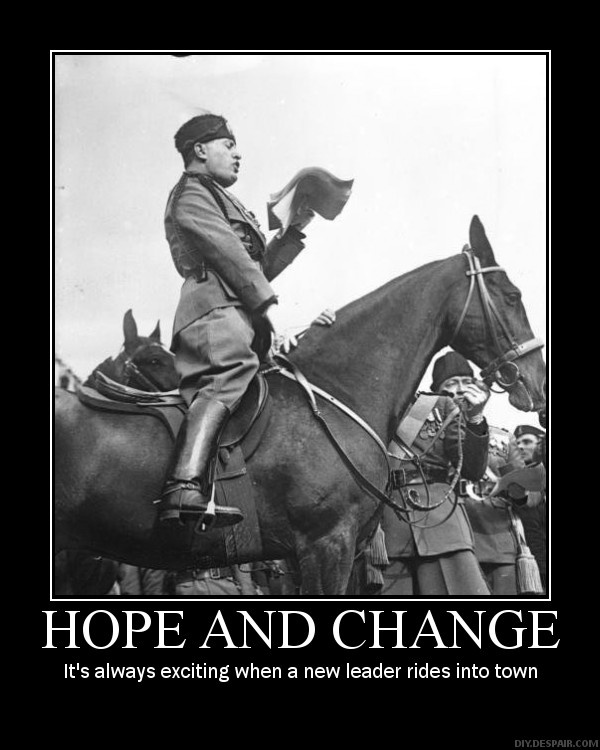 HOPE AND CHANGE
It's always exciting when a new leader rides into town
DIY.DESPAIR.COM